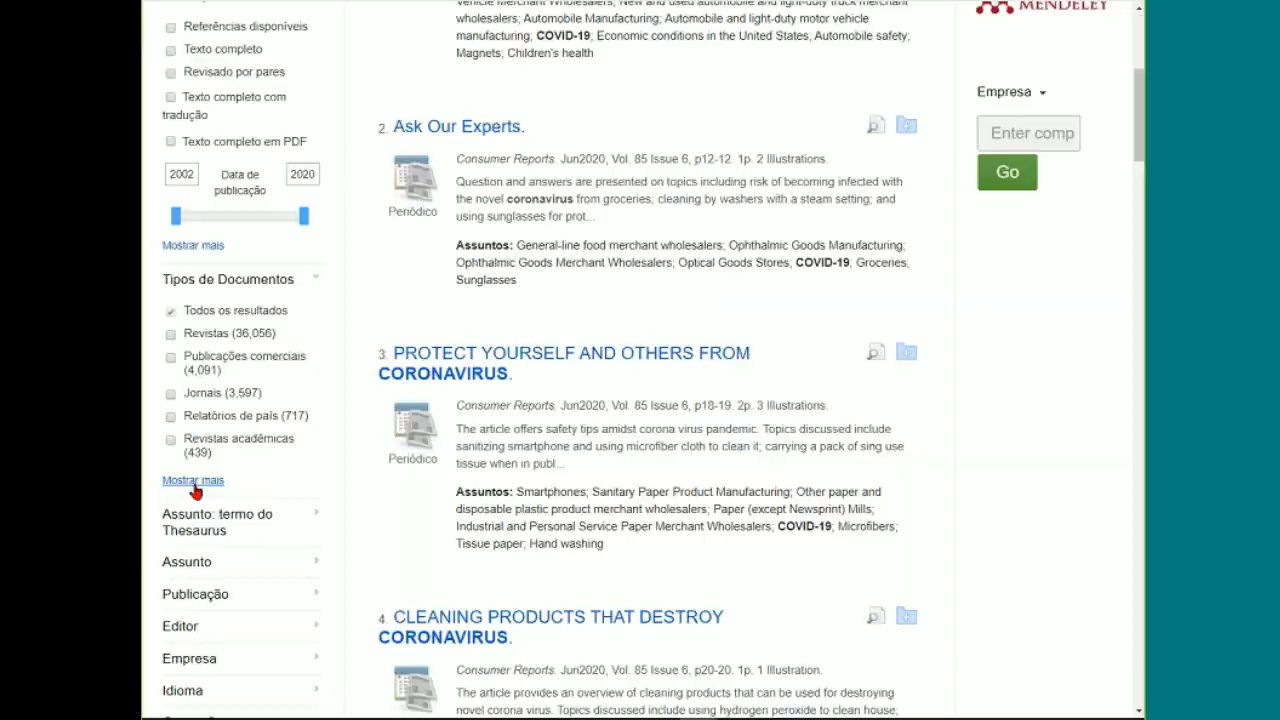 Referências disponíveis
Texto completo
Revisado por pares
Texto completo com
tradução
Texto completo em PDF
2002
Data de
publicação
2020
Mostrar mais
Tipos de Documentos
Todos os resultados
Revistas (36,056)
Publicações comerciais
(4,091)
Jornais (3,597)
Relatórios de país (717)
Revistas acadêmicas
(439)
Mostrar mais
Assunto: termo do
Thesaurus
Assunto
Publicação
Editor
Empresa
Idioma
Vehicle Merchant Wholesalers; New and used automobile and light-duty truck merchant
wholesalers; Automobile Manufacturing; Automobile and light-duty motor vehicle
manufacturing; COVID-19; Economic conditions in the United States; Automobile safety;
Magnets; Children's health
2. Ask Our Experts.
Consumer Reports. Jun2020, Vol. 85 Issue 6, p12-12. 1p. 2 Illustrations.
Periódico
Question and answers are presented on topics including risk of becoming infected with
the novel coronavirus from groceries; cleaning by washers with a steam setting; and
using sunglasses for prot...
Assuntos: General-line food merchant wholesalers; Ophthalmic Goods Manufacturing;
Ophthalmic Goods Merchant Wholesalers; Optical Goods Stores; COVID-19; Groceries;
Sunglasses
3. PROTECT YOURSELF AND OTHERS FROM
CORONAVIRUS.
Consumer Reports. Jun2020, Vol. 85 Issue 6, p18-19. 2p. 3 Illustrations.
Periódico
The article offers safety tips amidst corona virus pandemic. Topics discussed include
sanitizing smartphone and using microfiber cloth to clean it; carrying a pack of sing use
tissue when in publ...
Assuntos: Smartphones; Sanitary Paper Product Manufacturing; Other paper and
disposable plastic product merchant wholesalers; Paper (except Newsprint) Mills;
Industrial and Personal Service Paper Merchant Wholesalers; COVID-19; Microfibers;
Tissue paper; Hand washing
4. CLEANING PRODUCTS THAT DESTROY
CORONAVIRUS.
Consumer Reports. Jun2020, Vol. 85 Issue 6, p20-20. 1p. 1 Illustration.
The article provides an overview of cleaning products that can be used for destroying
novel corona virus. Topics discussed include using hydrogen peroxide to clean house;
MENDELEY
Empresa
Enter comp
Go